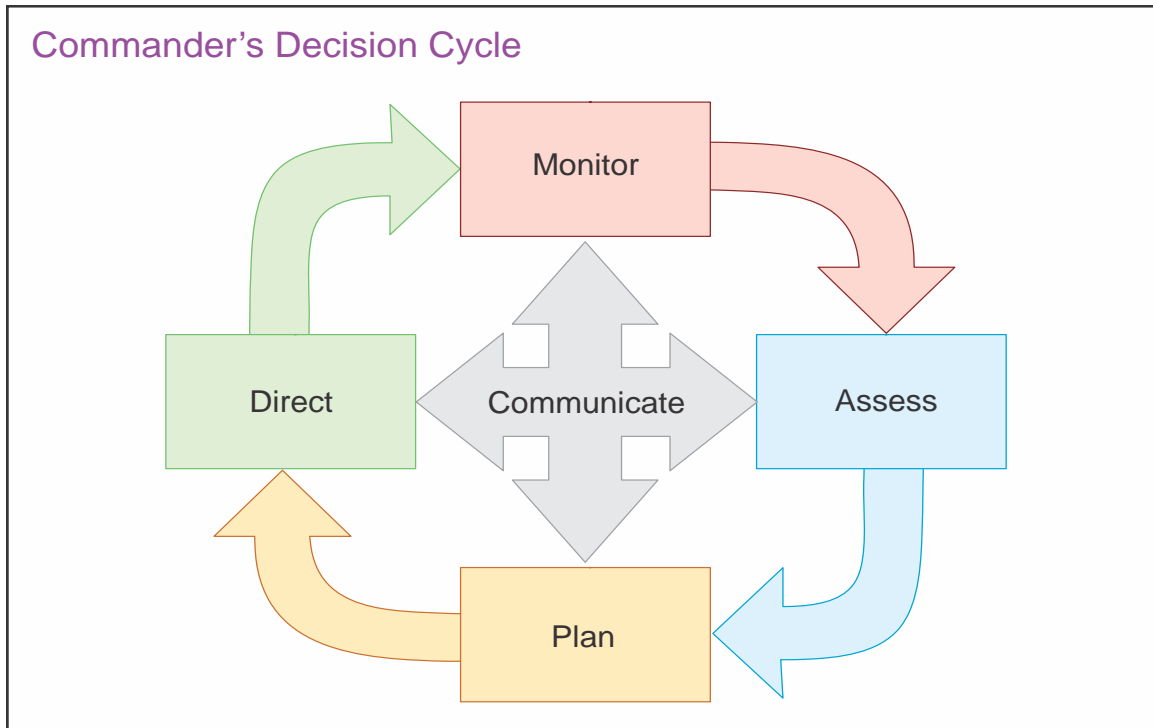 Commander’s Decision Cycle
Monitor
Direct
Communicate
Assess
Plan